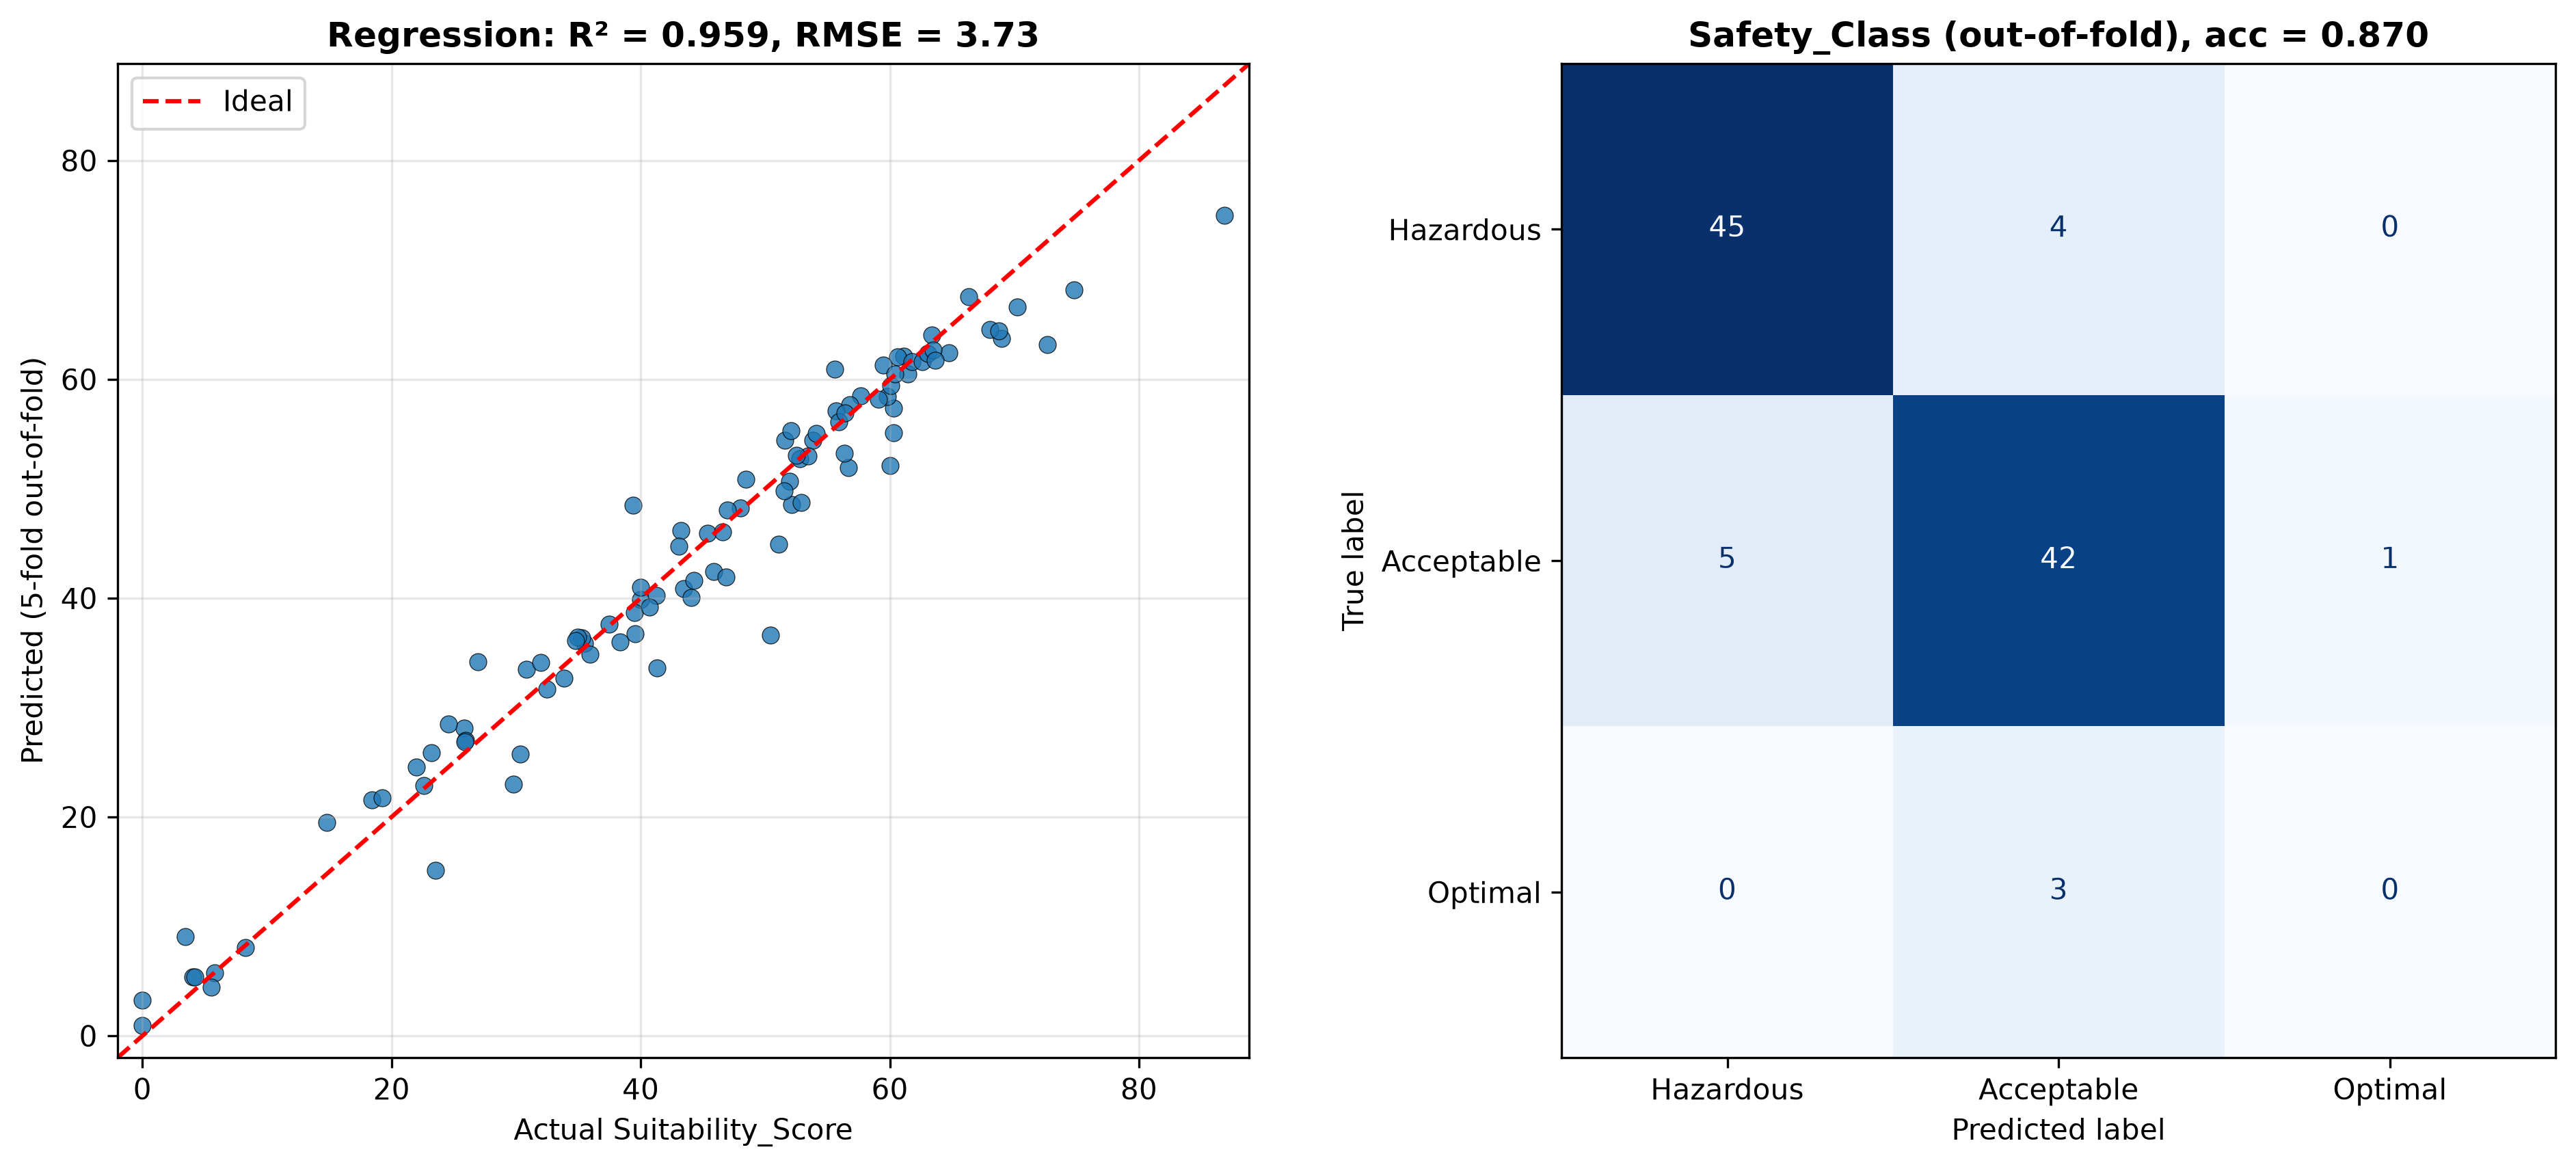 Regression: R² = 0.959, RMSE = 3.73
Ideal
80
60
40
20
0
Predicted (5-fold out-of-fold)
0 20 40 60 80
Actual Suitability_Score
Safety_Class (out-of-fold), acc = 0.870
True label
Hazardous 45 4 0
Acceptable 5 42 1
Optimal 0 3 0
Hazardous Acceptable Optimal
Predicted label